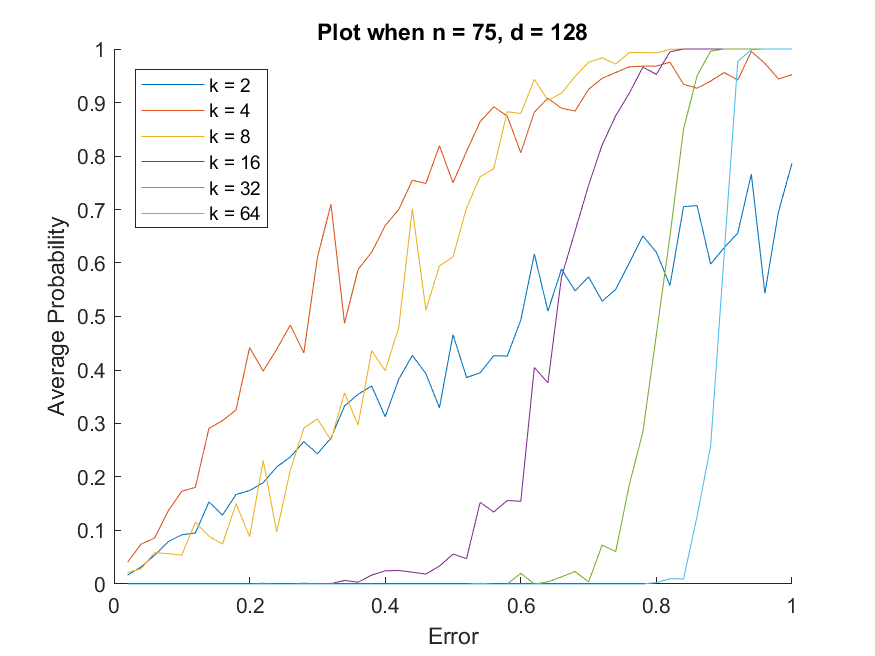 Plot when n = 75, d = 128
k = 2
k = 4
k = 8
k = 16
k = 32
k = 64
Average Probability
1
0.9
0.8
0.7
0.6
0.5
0.4
0.3
0.2
0.1
0
0 0.2 0.4 0.6 0.8 1
Error